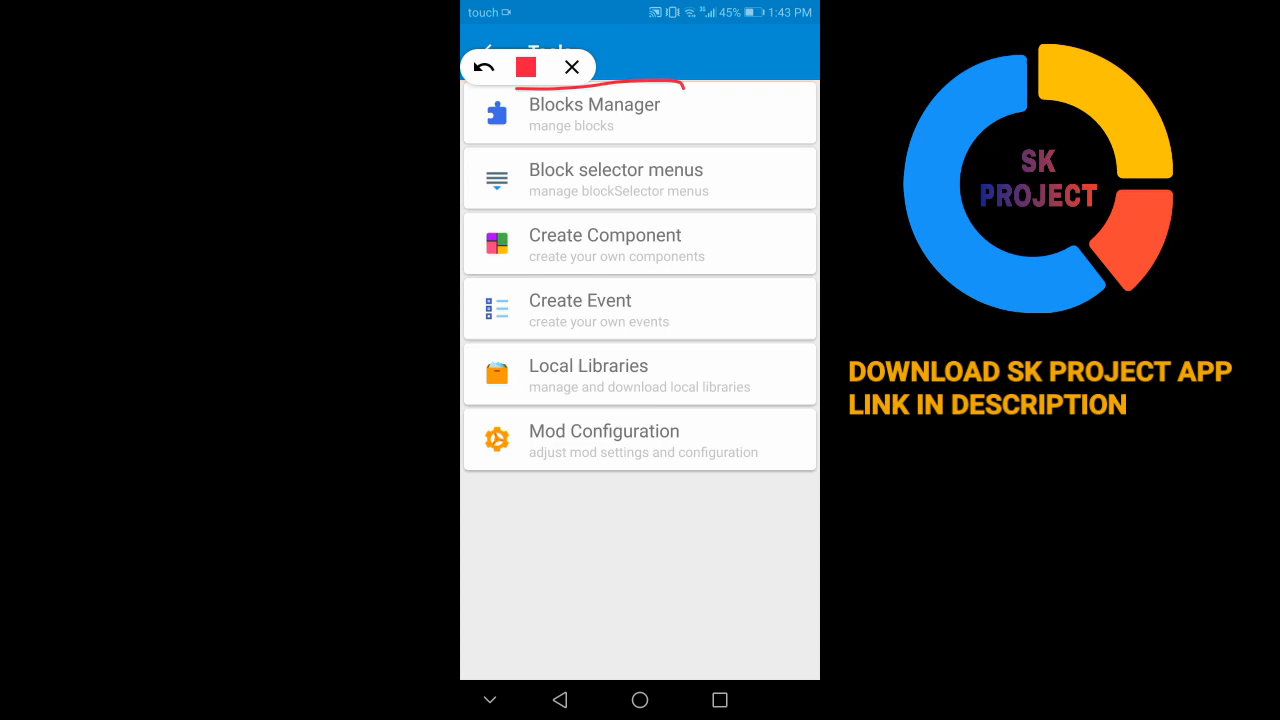 touch
3G
45%
1:43 PM
Tools
Blocks Manager
mange blocks
Block selector menus
manage blockSelector menus
Create Component
create your own components
Create Event
create your own events
Local Libraries
manage and download local libraries
Mod Configuration
adjust mod settings and configuration
SK
PROJECT
DOWNLOAD SK PROJECT APP
LINK IN DESCRIPTION